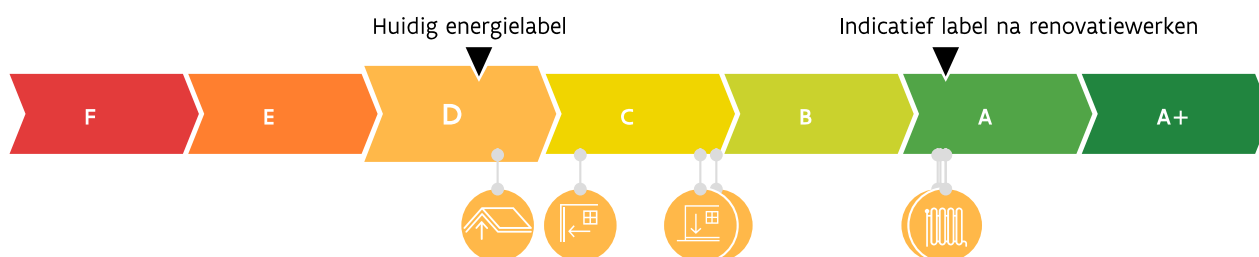 Huidig energielabel
Indicatief label na renovatiewerken
F
E
D
C
B
A
A+